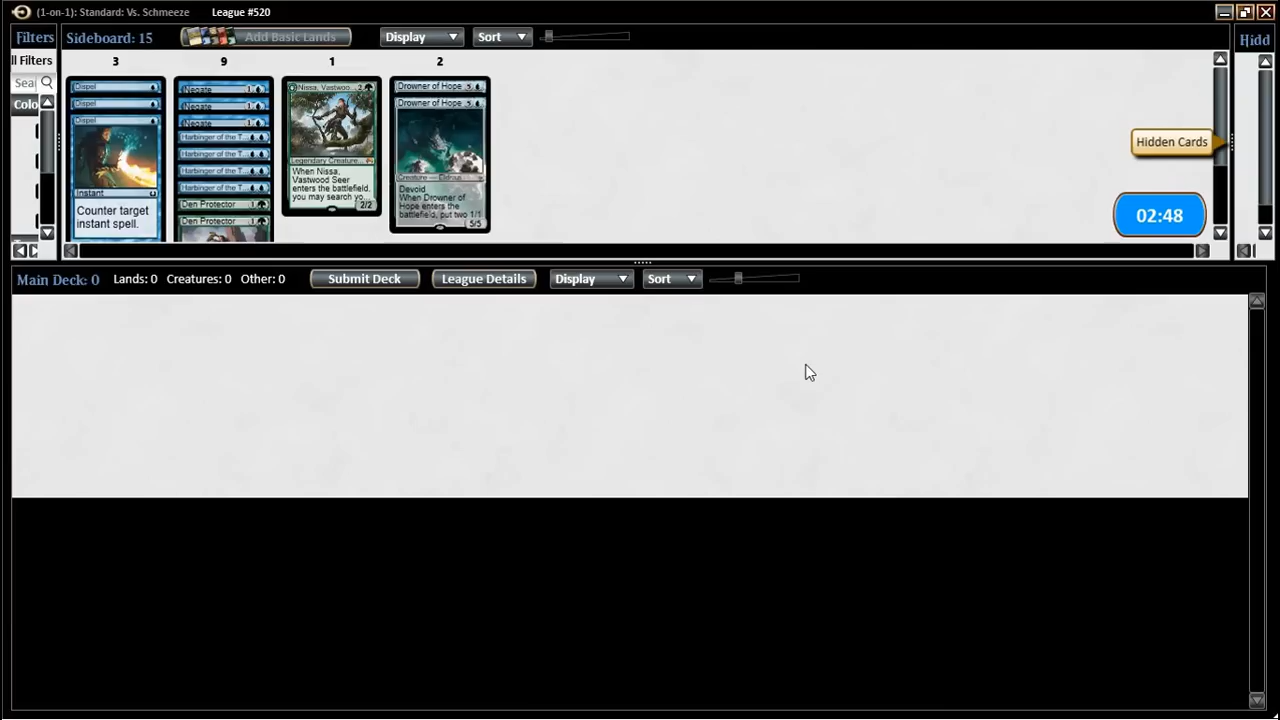 (1-on-1): Standard: Vs. Schmeeze League #520
Filters
Sideboard: 15
Add Basic Lands
Display
Sort
Hidd
ll Filters
3
9
1
2
Sea
Colo
Dispel
Dispel
Dispel
Instant
Counter target
instant spell.
Negate
Negate
Negate
Harbinger of the T...
Harbinger of the T...
Harbinger of the T...
Harbinger of the T...
Den Protector
Den Protector
Nissa, Vastwoo...
Legendary Creature...
When Nissa,
Vastwood Seer
enters the battlefield,
you may search yo...
2/2
Drowner of Hope
Drowner of Hope
Creature — Eldraz
Devoid
When Drowner of
Hope enters the
battlefield, put two 1/1
5/5
Hidden Cards
02:48
Main Deck: 0
Lands: 0 Creatures: 0 Other: 0
Submit Deck
League Details
Display
Sort